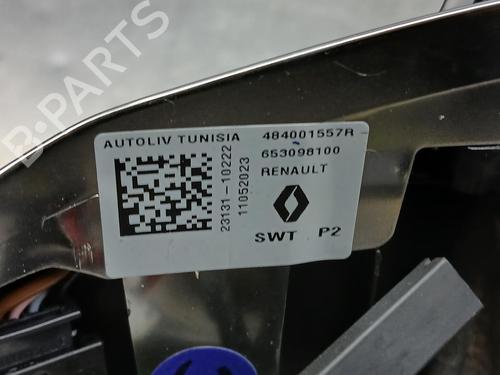 B-PARTS
AUTOLIV TUNISIA 484001557R
653098100
RENAULT
23131-10222
11052023
SWT P2